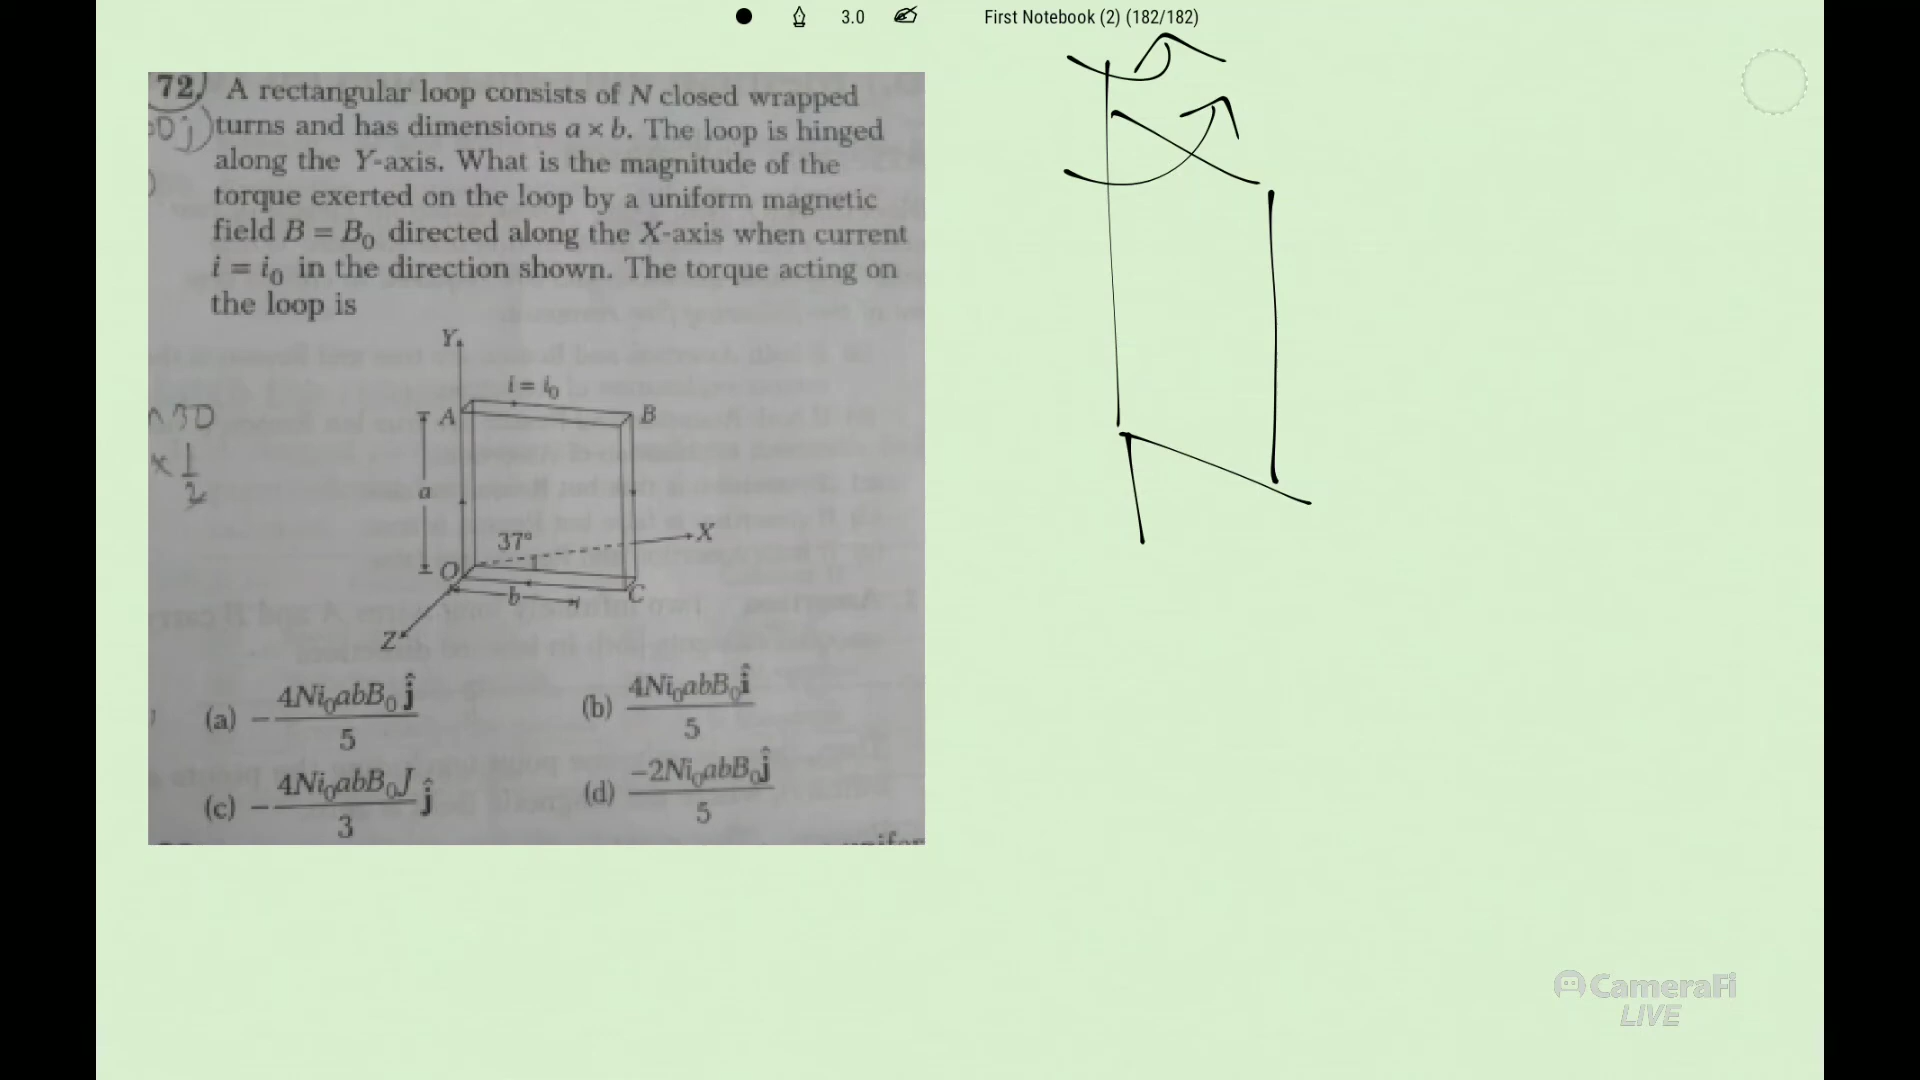 3.0
First Notebook (2) (182/182)
72. A rectangular loop consists of N closed wrapped
turns and has dimensions a × b. The loop is hinged
along the Y-axis. What is the magnitude of the
torque exerted on the loop by a uniform magnetic
field B = B₀ directed along the X-axis when current
i = i₀ in the direction shown. The torque acting on
the loop is
Y
i = i₀
A
B
a
37°
X
O
b
C
Z
× 1/2
(a) − 4Ni₀abB₀ ĵ / 5
(b) 4Ni₀abB₀ î / 5
(c) − 4Ni₀abB₀J / 3 ĵ
(d) −2Ni₀abB₀ ĵ / 5
CameraFi
LIVE